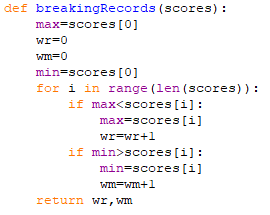 def breakingRecords(scores):
    max=scores[0]
    wr=0
    wm=0
    min=scores[0]
    for i in range(len(scores)):
        if max<scores[i]:
            max=scores[i]
            wr=wr+1
        if min>scores[i]:
            min=scores[i]
            wm=wm+1
    return wr,wm